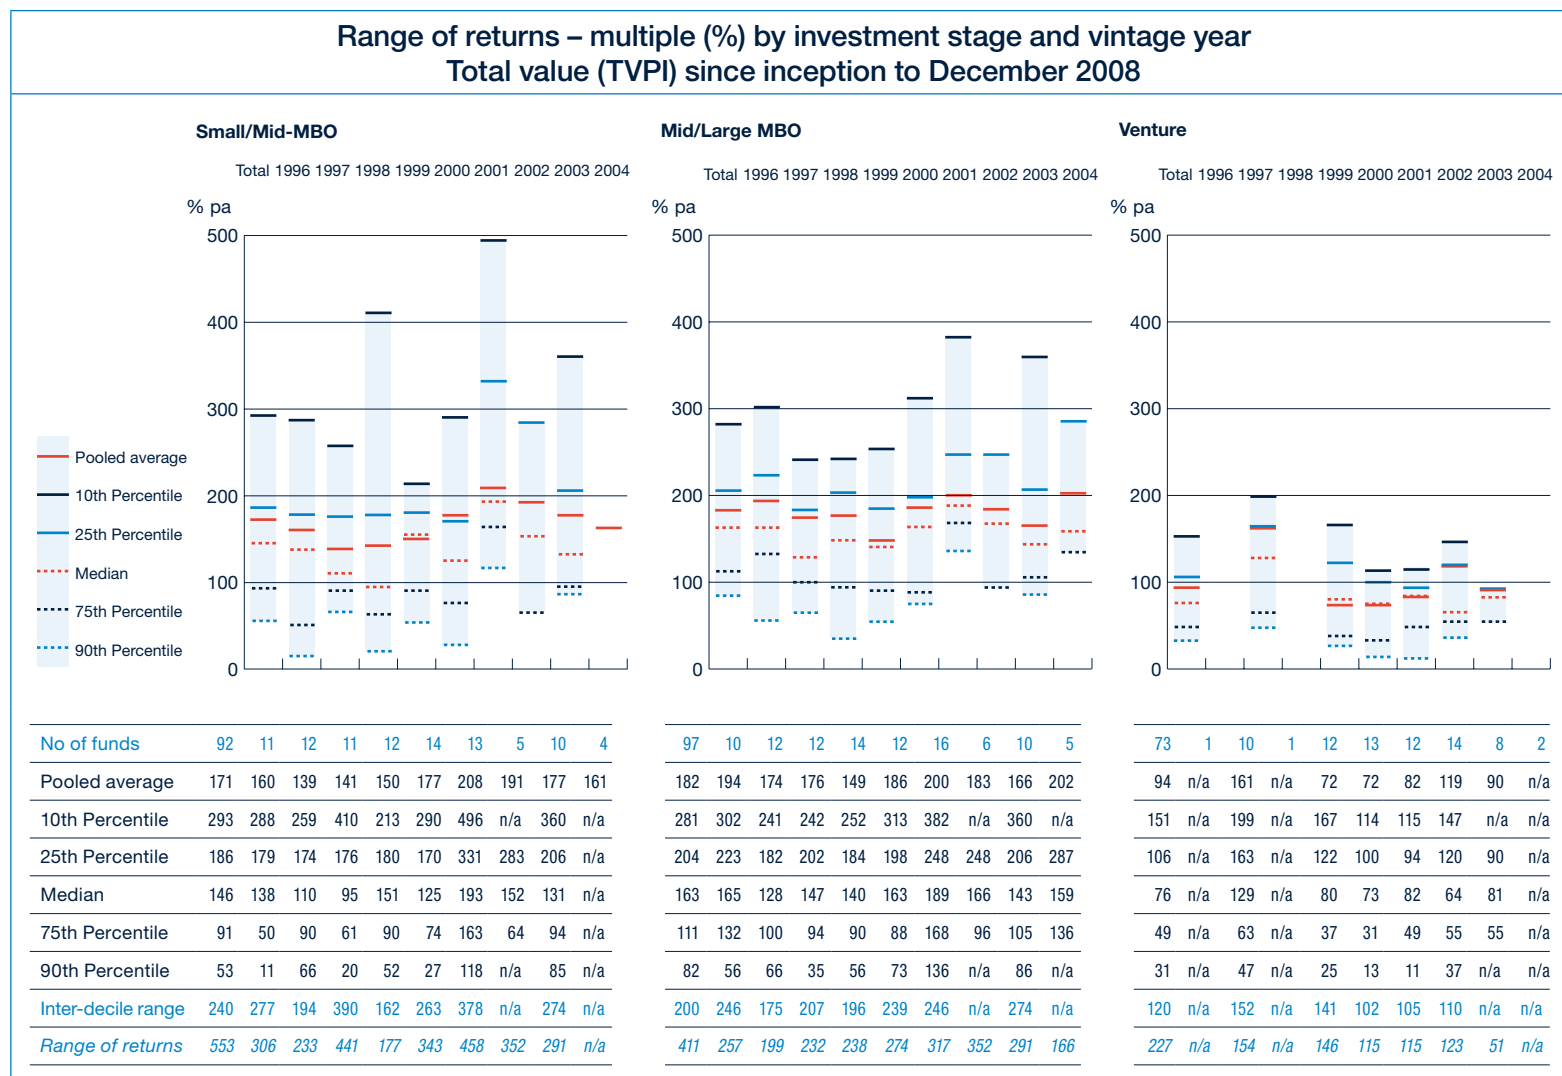 Range of returns – multiple (%) by investment stage and vintage year
Total value (TVPI) since inception to December 2008
Small/Mid-MBO
Total 1996 1997 1998 1999 2000 2001 2002 2003 2004
% pa
500
400
300
200
100
0
Mid/Large MBO
Total 1996 1997 1998 1999 2000 2001 2002 2003 2004
% pa
500
400
300
200
100
0
Venture
Total 1996 1997 1998 1999 2000 2001 2002 2003 2004
% pa
500
400
300
200
100
0
Pooled average
10th Percentile
25th Percentile
Median
75th Percentile
90th Percentile
No of funds 92 11 12 11 12 14 13 5 10 4 97 10 12 12 14 12 16 6 10 5 73 1 10 1 12 13 12 14 8 2
Pooled average 171 160 139 141 150 177 208 191 177 161 182 194 174 176 149 186 200 183 166 202 94 n/a 161 n/a 72 72 82 119 90 n/a
10th Percentile 293 288 259 410 213 290 496 n/a 360 n/a 281 302 241 242 252 313 382 n/a 360 n/a 151 n/a 199 n/a 167 114 115 147 n/a n/a
25th Percentile 186 179 174 176 180 170 331 283 206 n/a 204 223 182 202 184 198 248 248 206 287 106 n/a 163 n/a 122 100 94 120 90 n/a
Median 146 138 110 95 151 125 193 152 131 n/a 163 165 128 147 140 163 189 166 143 159 76 n/a 129 n/a 80 73 82 64 81 n/a
75th Percentile 91 50 90 61 90 74 163 64 94 n/a 111 132 100 94 90 88 168 96 105 136 49 n/a 63 n/a 37 31 49 55 55 n/a
90th Percentile 53 11 66 20 52 27 118 n/a 85 n/a 82 56 66 35 56 73 136 n/a 86 n/a 31 n/a 47 n/a 25 13 11 37 n/a n/a
Inter-decile range 240 277 194 390 162 263 378 n/a 274 n/a 200 246 175 207 196 239 246 n/a 274 n/a 120 n/a 152 n/a 141 102 105 110 n/a n/a
Range of returns 553 306 233 441 177 343 458 352 291 n/a 411 257 199 232 238 274 317 352 291 166 227 n/a 154 n/a 146 115 115 123 51 n/a